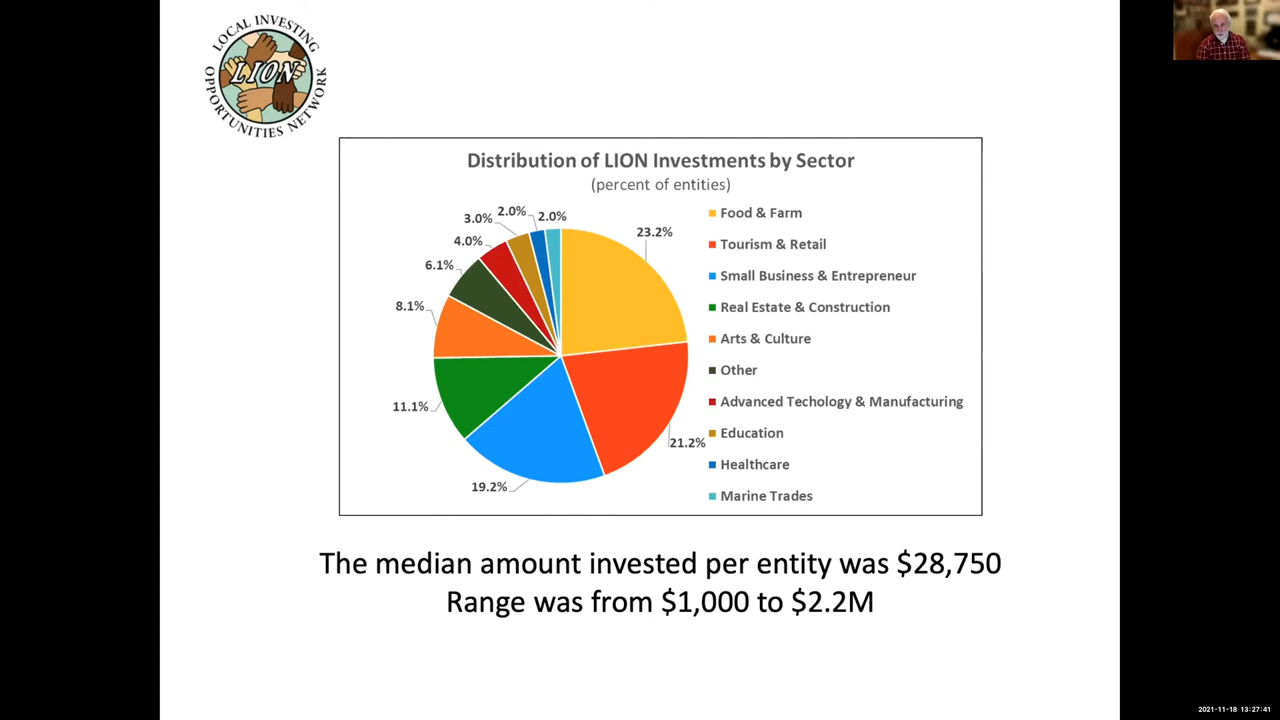 LOCAL INVESTING
LION
OPPORTUNITIES NETWORK
Distribution of LION Investments by Sector
(percent of entities)
23.2%
21.2%
19.2%
11.1%
8.1%
6.1%
4.0%
3.0%
2.0%
2.0%
Food & Farm
Tourism & Retail
Small Business & Entrepreneur
Real Estate & Construction
Arts & Culture
Other
Advanced Techology & Manufacturing
Education
Healthcare
Marine Trades
The median amount invested per entity was $28,750
Range was from $1,000 to $2.2M
2021-11-18 13:27:41